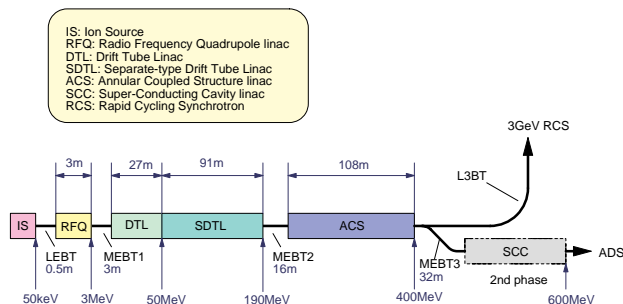 IS: Ion Source
RFQ: Radio Frequency Quadrupole linac
DTL: Drift Tube Linac
SDTL: Separate-type Drift Tube Linac
ACS: Annular Coupled Structure linac
SCC: Super-Conducting Cavity linac
RCS: Rapid Cycling Synchrotron
3GeV RCS
3m
27m
91m
108m
L3BT
IS
RFQ
DTL
SDTL
ACS
SCC
ADS
LEBT
0.5m
MEBT1
3m
MEBT2
16m
MEBT3
32m
2nd phase
50keV
3MeV
50MeV
190MeV
400MeV
600MeV